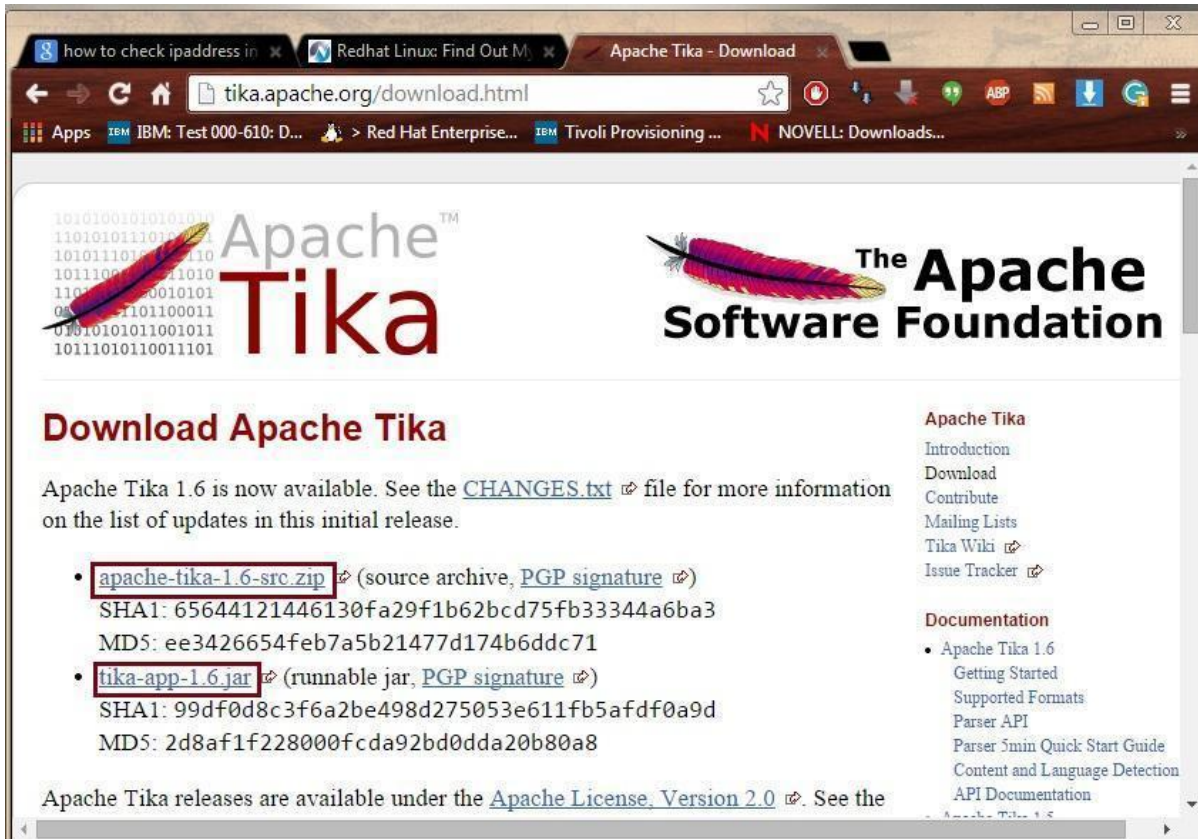 how to check ipaddress in
Redhat Linux: Find Out My
Apache Tika - Download
tika.apache.org/download.html
ABP
Apps
IBM IBM: Test 000-610: D...
> Red Hat Enterprise...
IBM Tivoli Provisioning ...
N NOVELL: Downloads...
Apache™
Tika
The Apache
Software Foundation
Download Apache Tika
Apache Tika 1.6 is now available. See the CHANGES.txt file for more information
on the list of updates in this initial release.
• apache-tika-1.6-src.zip (source archive, PGP signature)
SHA1: 65644121446130fa29f1b62bcd75fb33344a6ba3
MD5: ee3426654feb7a5b21477d174b6ddc71
• tika-app-1.6.jar (runnable jar, PGP signature)
SHA1: 99df0d8c3f6a2be498d275053e611fb5afdf0a9d
MD5: 2d8af1f228000fcda92bd0dda20b80a8
Apache Tika releases are available under the Apache License, Version 2.0. See the
Apache Tika
Introduction
Download
Contribute
Mailing Lists
Tika Wiki
Issue Tracker
Documentation
• Apache Tika 1.6
Getting Started
Supported Formats
Parser API
Parser 5min Quick Start Guide
Content and Language Detection
API Documentation